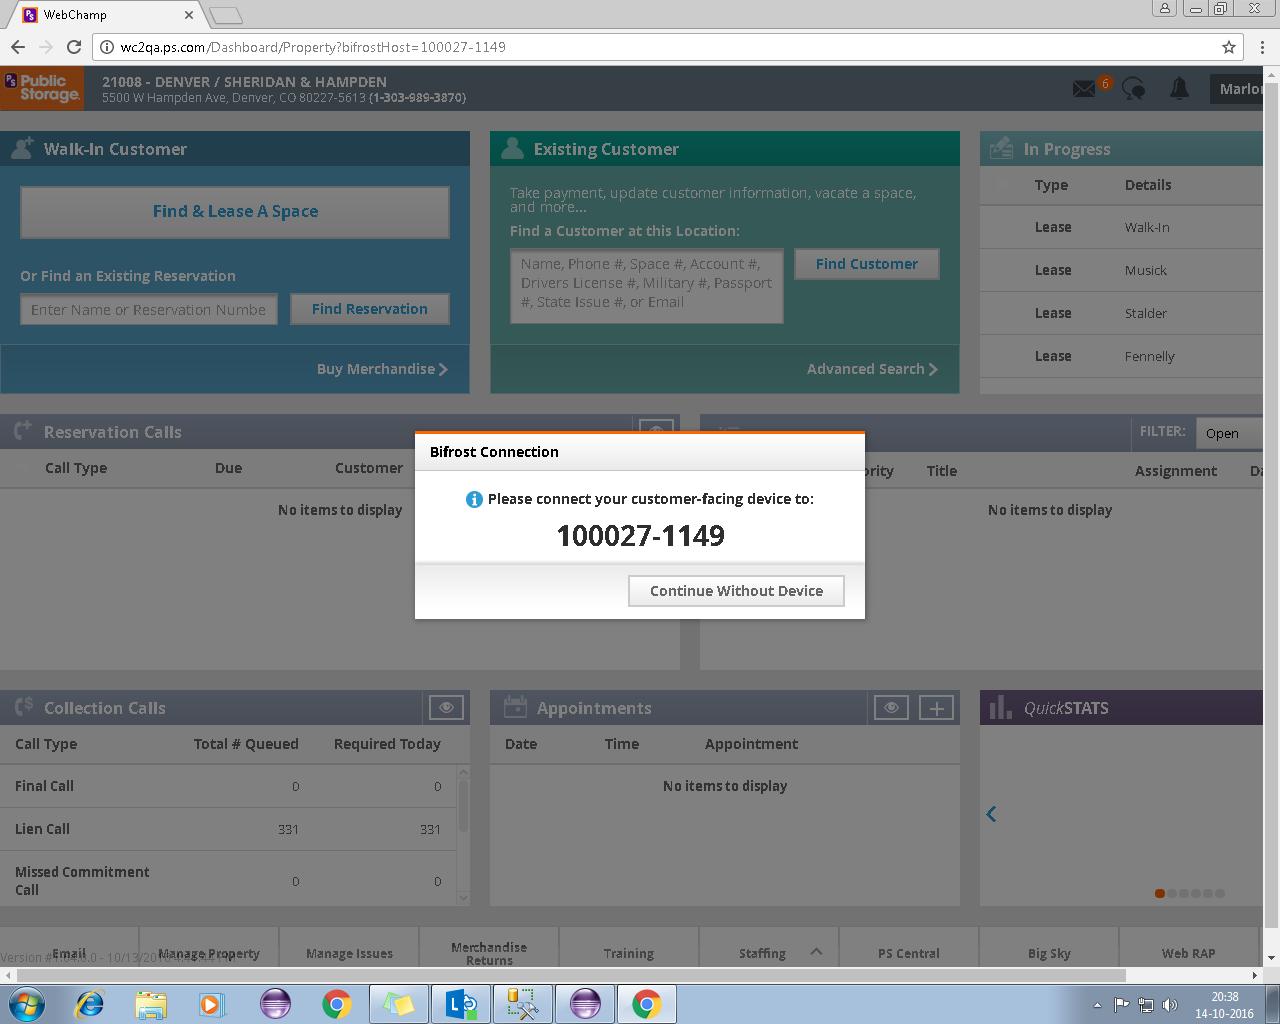 WebChamp
wc2qa.ps.com/Dashboard/Property?bifrostHost=100027-1149
PS Public Storage.
21008 - DENVER / SHERIDAN & HAMPDEN
5500 W Hampden Ave, Denver, CO 80227-5613 (1-303-989-3870)
6
Marlon
Walk-In Customer
Find & Lease A Space
Or Find an Existing Reservation
Enter Name or Reservation Numbe
Find Reservation
Buy Merchandise
Existing Customer
Take payment, update customer information, vacate a space,
and more...
Find a Customer at this Location:
Name, Phone #, Space #, Account #,
Drivers License #, Military #, Passport
#, State Issue #, or Email
Find Customer
Advanced Search
In Progress
Type Details
Lease Walk-In
Lease Musick
Lease Stalder
Lease Fennelly
Reservation Calls
Call Type Due Customer
No items to display
FILTER: Open
ority Title Assignment Da
No items to display
Bifrost Connection
Please connect your customer-facing device to:
100027-1149
Continue Without Device
Collection Calls
Call Type Total # Queued Required Today
Final Call 0 0
Lien Call 331 331
Missed Commitment
Call 0 0
Appointments
Date Time Appointment
No items to display
QuickSTATS
Email
Manage Property
Manage Issues
Merchandise
Returns
Training
Staffing
PS Central
Big Sky
Web RAP
20:38
14-10-2016